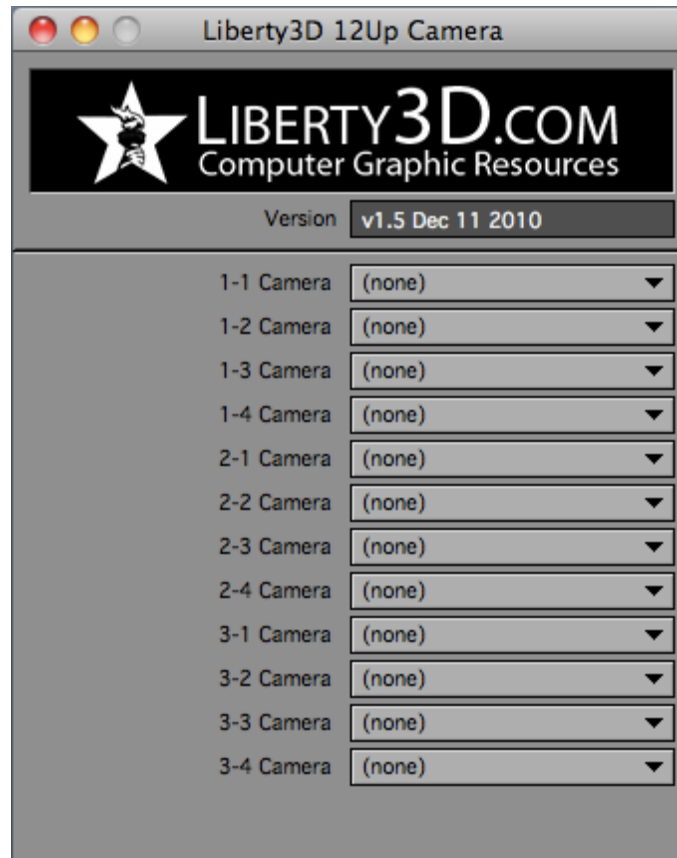 Liberty3D 12Up Camera
LIBERTY3D.COM
Computer Graphic Resources
Version v1.5 Dec 11 2010
1-1 Camera (none)
1-2 Camera (none)
1-3 Camera (none)
1-4 Camera (none)
2-1 Camera (none)
2-2 Camera (none)
2-3 Camera (none)
2-4 Camera (none)
3-1 Camera (none)
3-2 Camera (none)
3-3 Camera (none)
3-4 Camera (none)